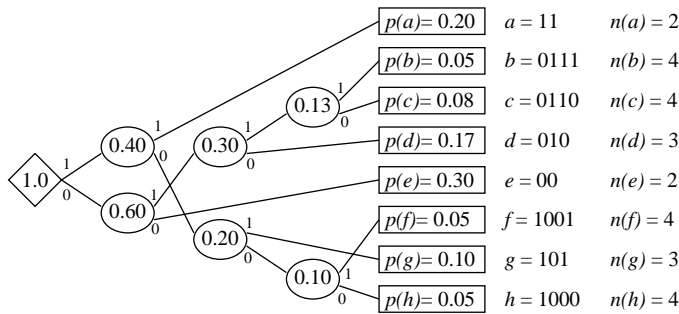 p(a)= 0.20 a = 11 n(a) = 2
p(b)= 0.05 b = 0111 n(b) = 4
p(c)= 0.08 c = 0110 n(c) = 4
p(d)= 0.17 d = 010 n(d) = 3
p(e)= 0.30 e = 00 n(e) = 2
p(f)= 0.05 f = 1001 n(f) = 4
p(g)= 0.10 g = 101 n(g) = 3
p(h)= 0.05 h = 1000 n(h) = 4
1.0
1
0
0.40
1
0
0.60
1
0
0.30
1
0
0.20
1
0
0.13
1
0
0.10
1
0